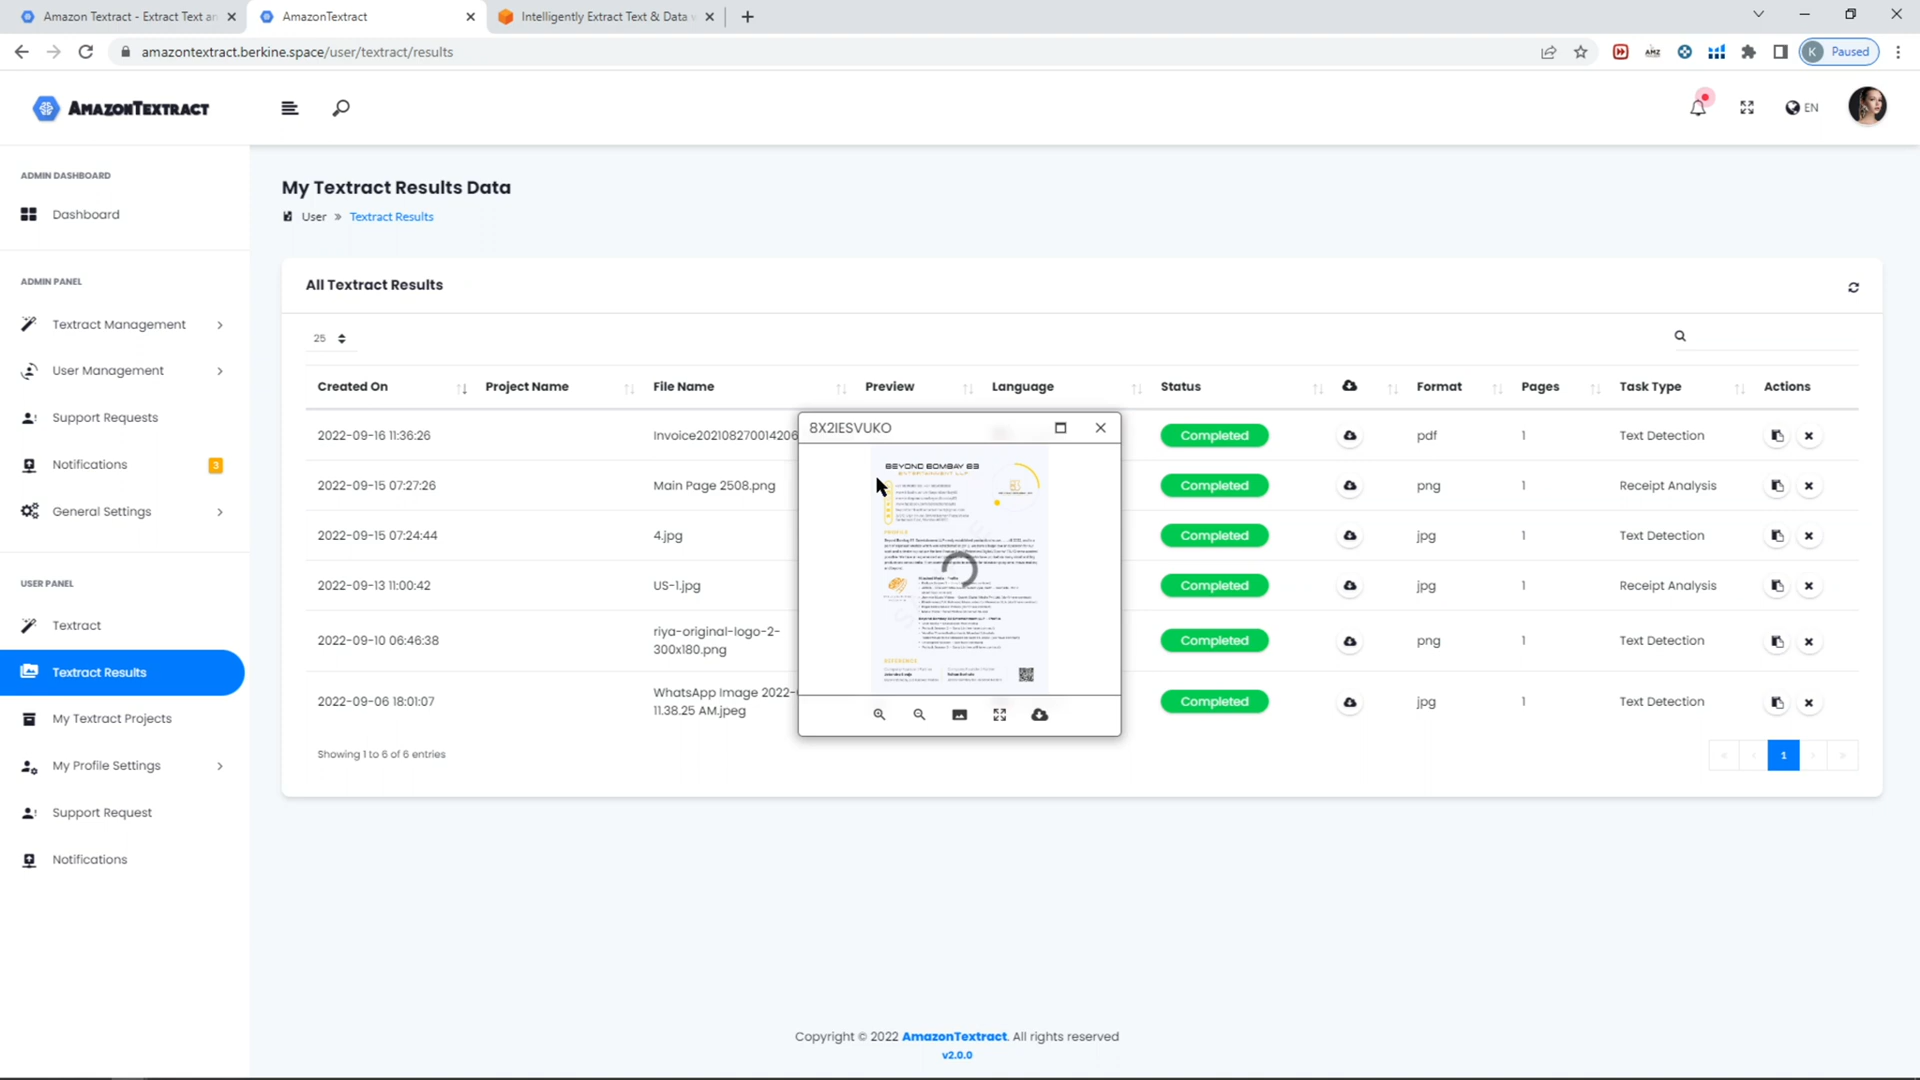 Amazon Textract - Extract Text an
AmazonTextract
Intelligently Extract Text & Data v
amazontextract.berkine.space/user/textract/results
K Paused
AMAZONTEXTRACT
EN
ADMIN DASHBOARD
Dashboard
ADMIN PANEL
Textract Management
User Management
Support Requests
Notifications 3
General Settings
USER PANEL
Textract
Textract Results
My Textract Projects
My Profile Settings
Support Request
Notifications
My Textract Results Data
User » Textract Results
All Textract Results
25
Created On Project Name File Name Preview Language Status Format Pages Task Type Actions
2022-09-16 11:36:26 Invoice202108270014206 Completed pdf 1 Text Detection
2022-09-15 07:27:26 Main Page 2508.png Completed png 1 Receipt Analysis
2022-09-15 07:24:44 4.jpg Completed jpg 1 Text Detection
2022-09-13 11:00:42 US-1.jpg Completed jpg 1 Receipt Analysis
2022-09-10 06:46:38 riya-original-logo-2-300x180.png Completed png 1 Text Detection
2022-09-06 18:01:07 WhatsApp Image 2022- 11.38.25 AM.jpeg Completed jpg 1 Text Detection
8X2IESVUKO
BEYOND BOMBAY 83
ENTERTAINMENT LLP
PROFILE
REFERENCE
Showing 1 to 6 of 6 entries
« ‹ 1 › »
Copyright © 2022 AmazonTextract. All rights reserved
v2.0.0